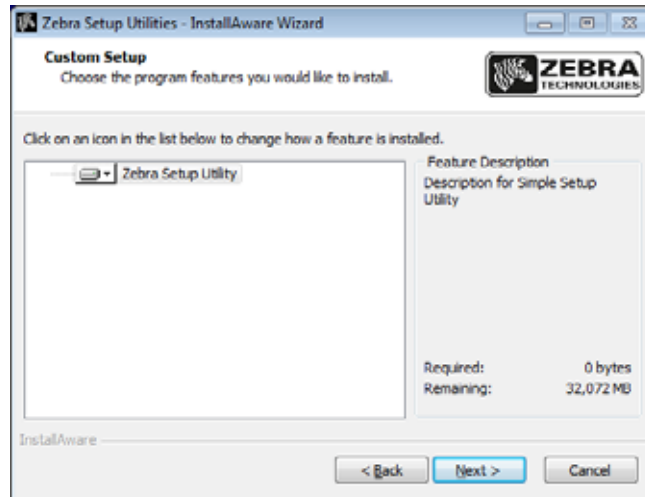 Zebra Setup Utilities - InstallAware Wizard
Custom Setup
Choose the program features you would like to install.
ZEBRA
TECHNOLOGIES
Click on an icon in the list below to change how a feature is installed.
Zebra Setup Utility
Feature Description
Description for Simple Setup
Utility
Required: 0 bytes
Remaining: 32,072 MB
InstallAware
< Back
Next >
Cancel